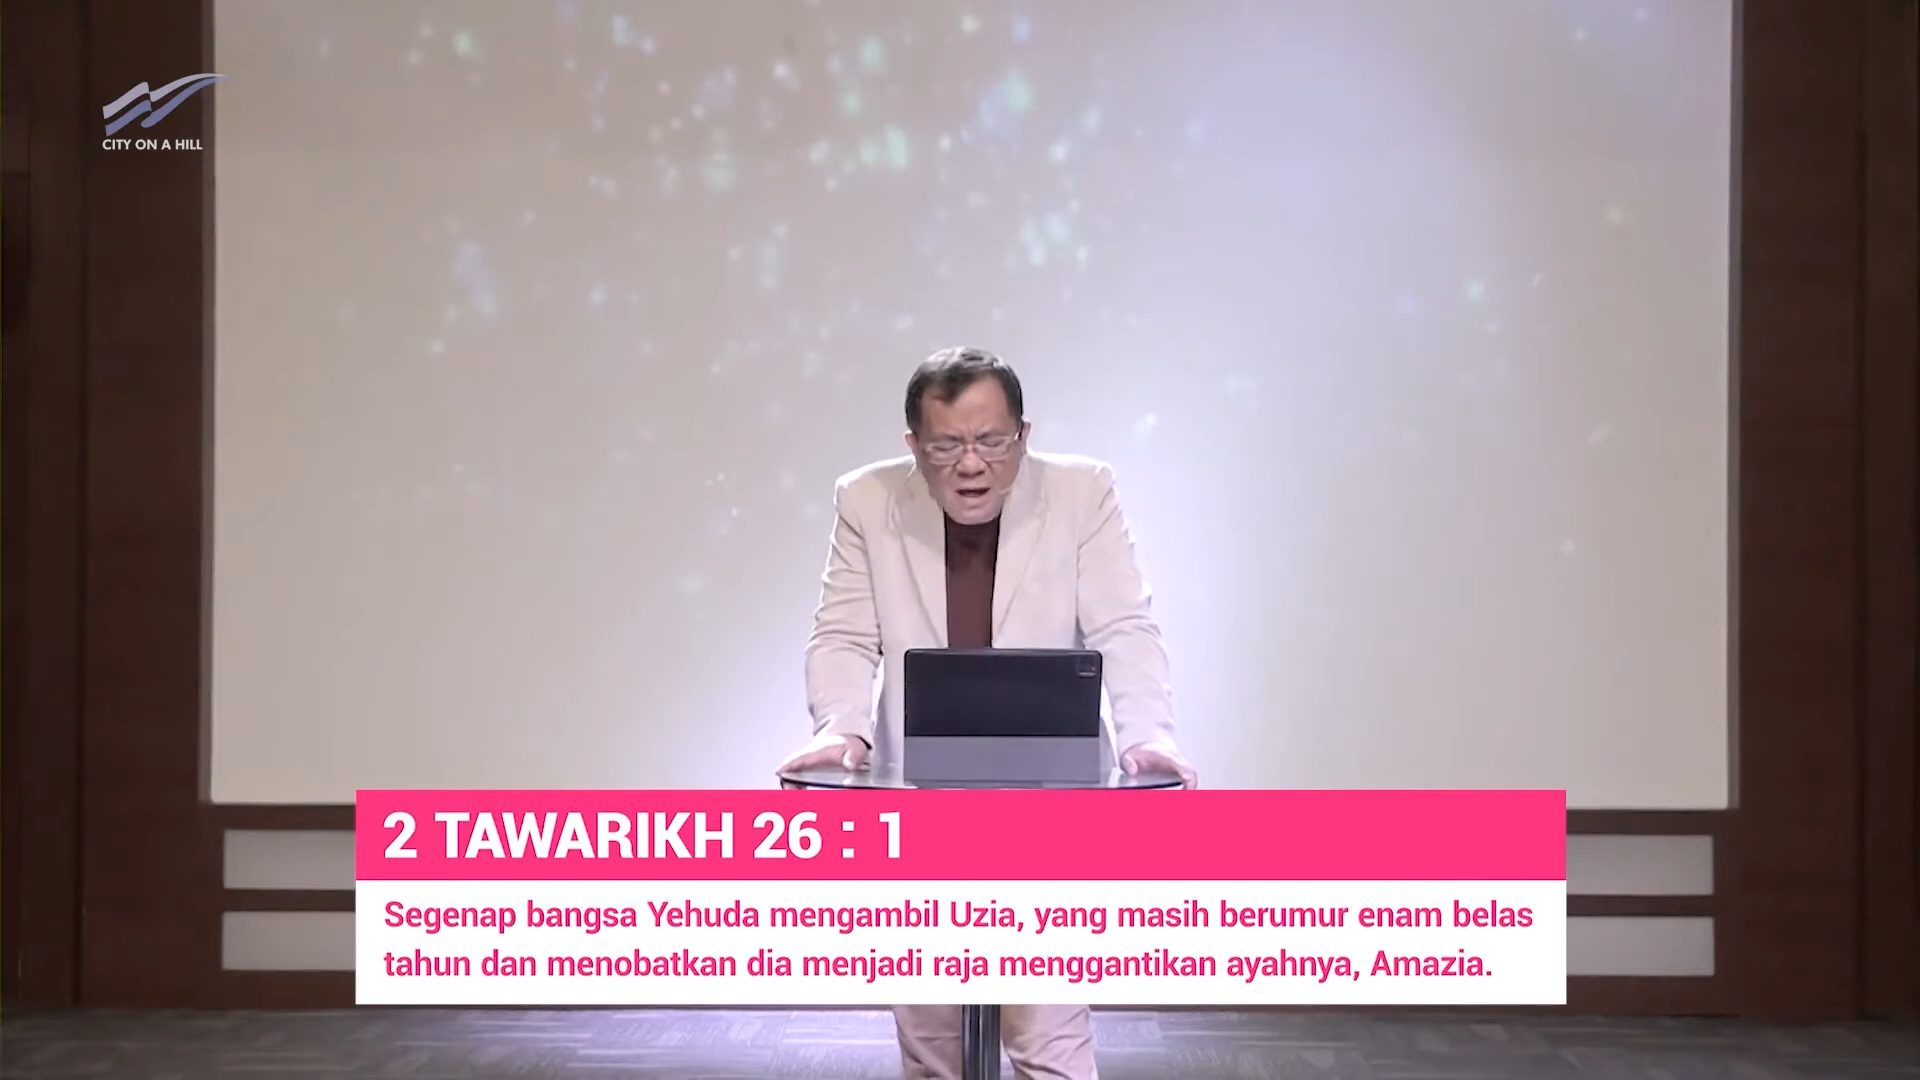 CITY ON A HILL
2 TAWARIKH 26 : 1
Segenap bangsa Yehuda mengambil Uzia, yang masih berumur enam belas
tahun dan menobatkan dia menjadi raja menggantikan ayahnya, Amazia.